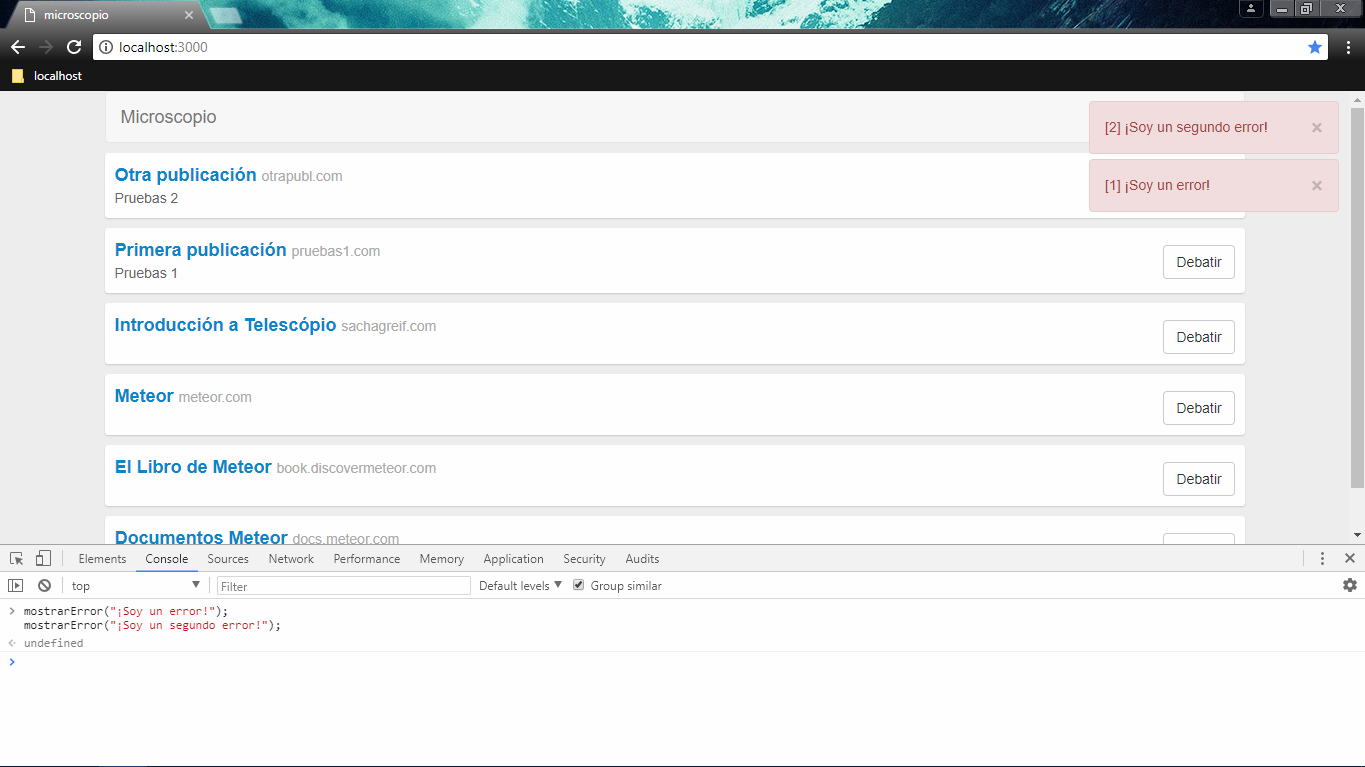 microscopio
localhost:3000
localhost
Microscopio
[2] ¡Soy un segundo error! ×
[1] ¡Soy un error! ×
Otra publicación otrapubl.com
Pruebas 2
Primera publicación pruebas1.com
Pruebas 1
Debatir
Introducción a Telescópio sachagreif.com
Debatir
Meteor meteor.com
Debatir
El Libro de Meteor book.discovermeteor.com
Debatir
Documentos Meteor docs.meteor.com
Elements Console Sources Network Performance Memory Application Security Audits
top Filter Default levels Group similar
mostrarError("¡Soy un error!");
mostrarError("¡Soy un segundo error!");
undefined